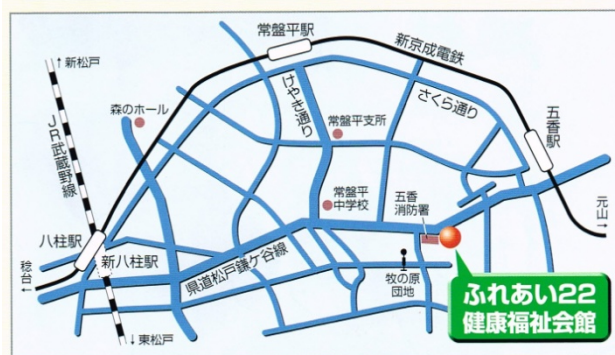 常盤平駅
新京成電鉄
↑新松戸
けやき通り
さくら通り
森のホール
常盤平支所
五香駅
JR武蔵野線
常盤平
中学校
五香
消防署
元山→
八柱駅
新八柱駅
稔台
←
県道松戸鎌ケ谷線
牧の原
団地
↓東松戸
ふれあい22
健康福祉会館